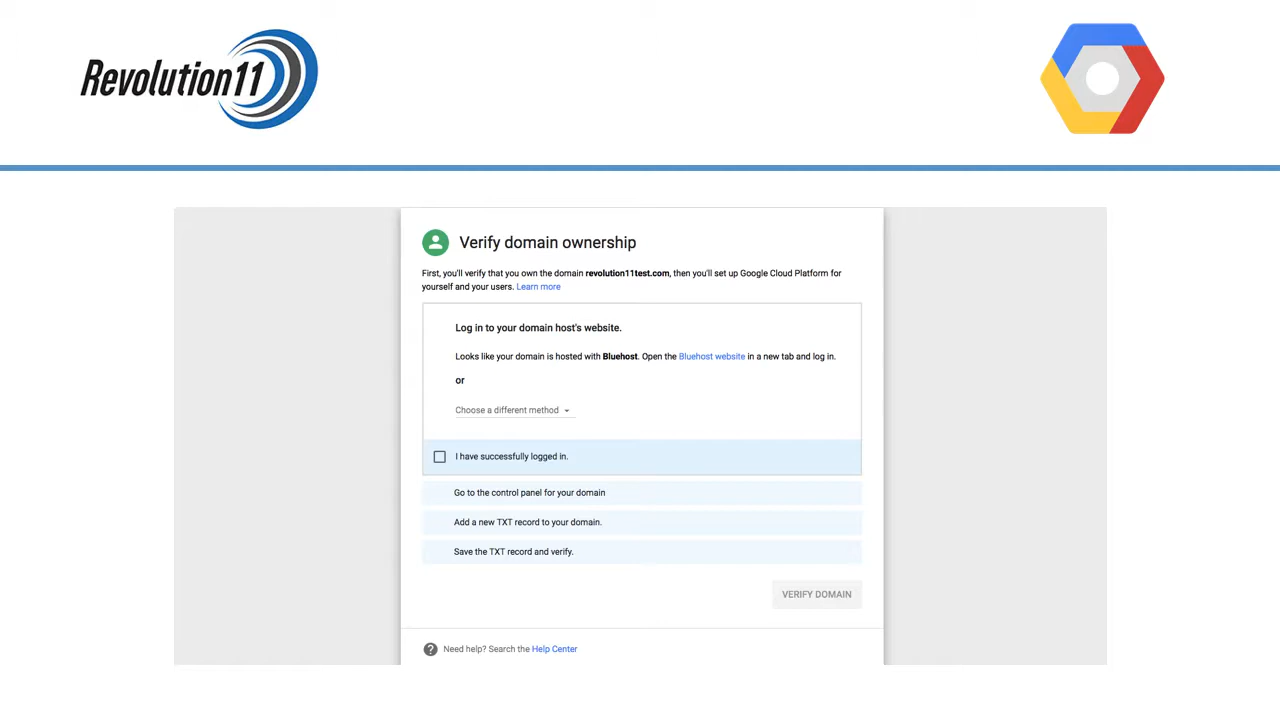 Revolution11
Verify domain ownership
First, you'll verify that you own the domain revolution11test.com, then you'll set up Google Cloud Platform for
yourself and your users. Learn more
Log in to your domain host's website.
Looks like your domain is hosted with Bluehost. Open the Bluehost website in a new tab and log in.
or
Choose a different method
I have successfully logged in.
Go to the control panel for your domain
Add a new TXT record to your domain.
Save the TXT record and verify.
VERIFY DOMAIN
? Need help? Search the Help Center